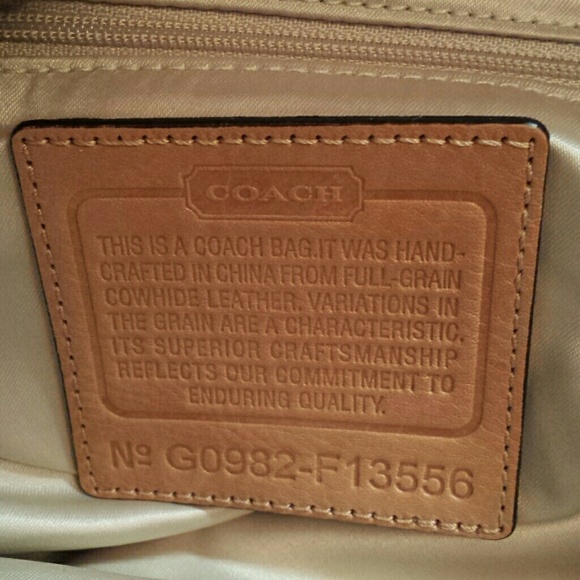 COACH
THIS IS A COACH BAG.IT WAS HAND-
CRAFTED IN CHINA FROM FULL-GRAIN
COWHIDE LEATHER. VARIATIONS IN
THE GRAIN ARE A CHARACTERISTIC.
ITS SUPERIOR CRAFTSMANSHIP
REFLECTS OUR COMMITMENT TO
ENDURING QUALITY.
Nº G0982-F13556